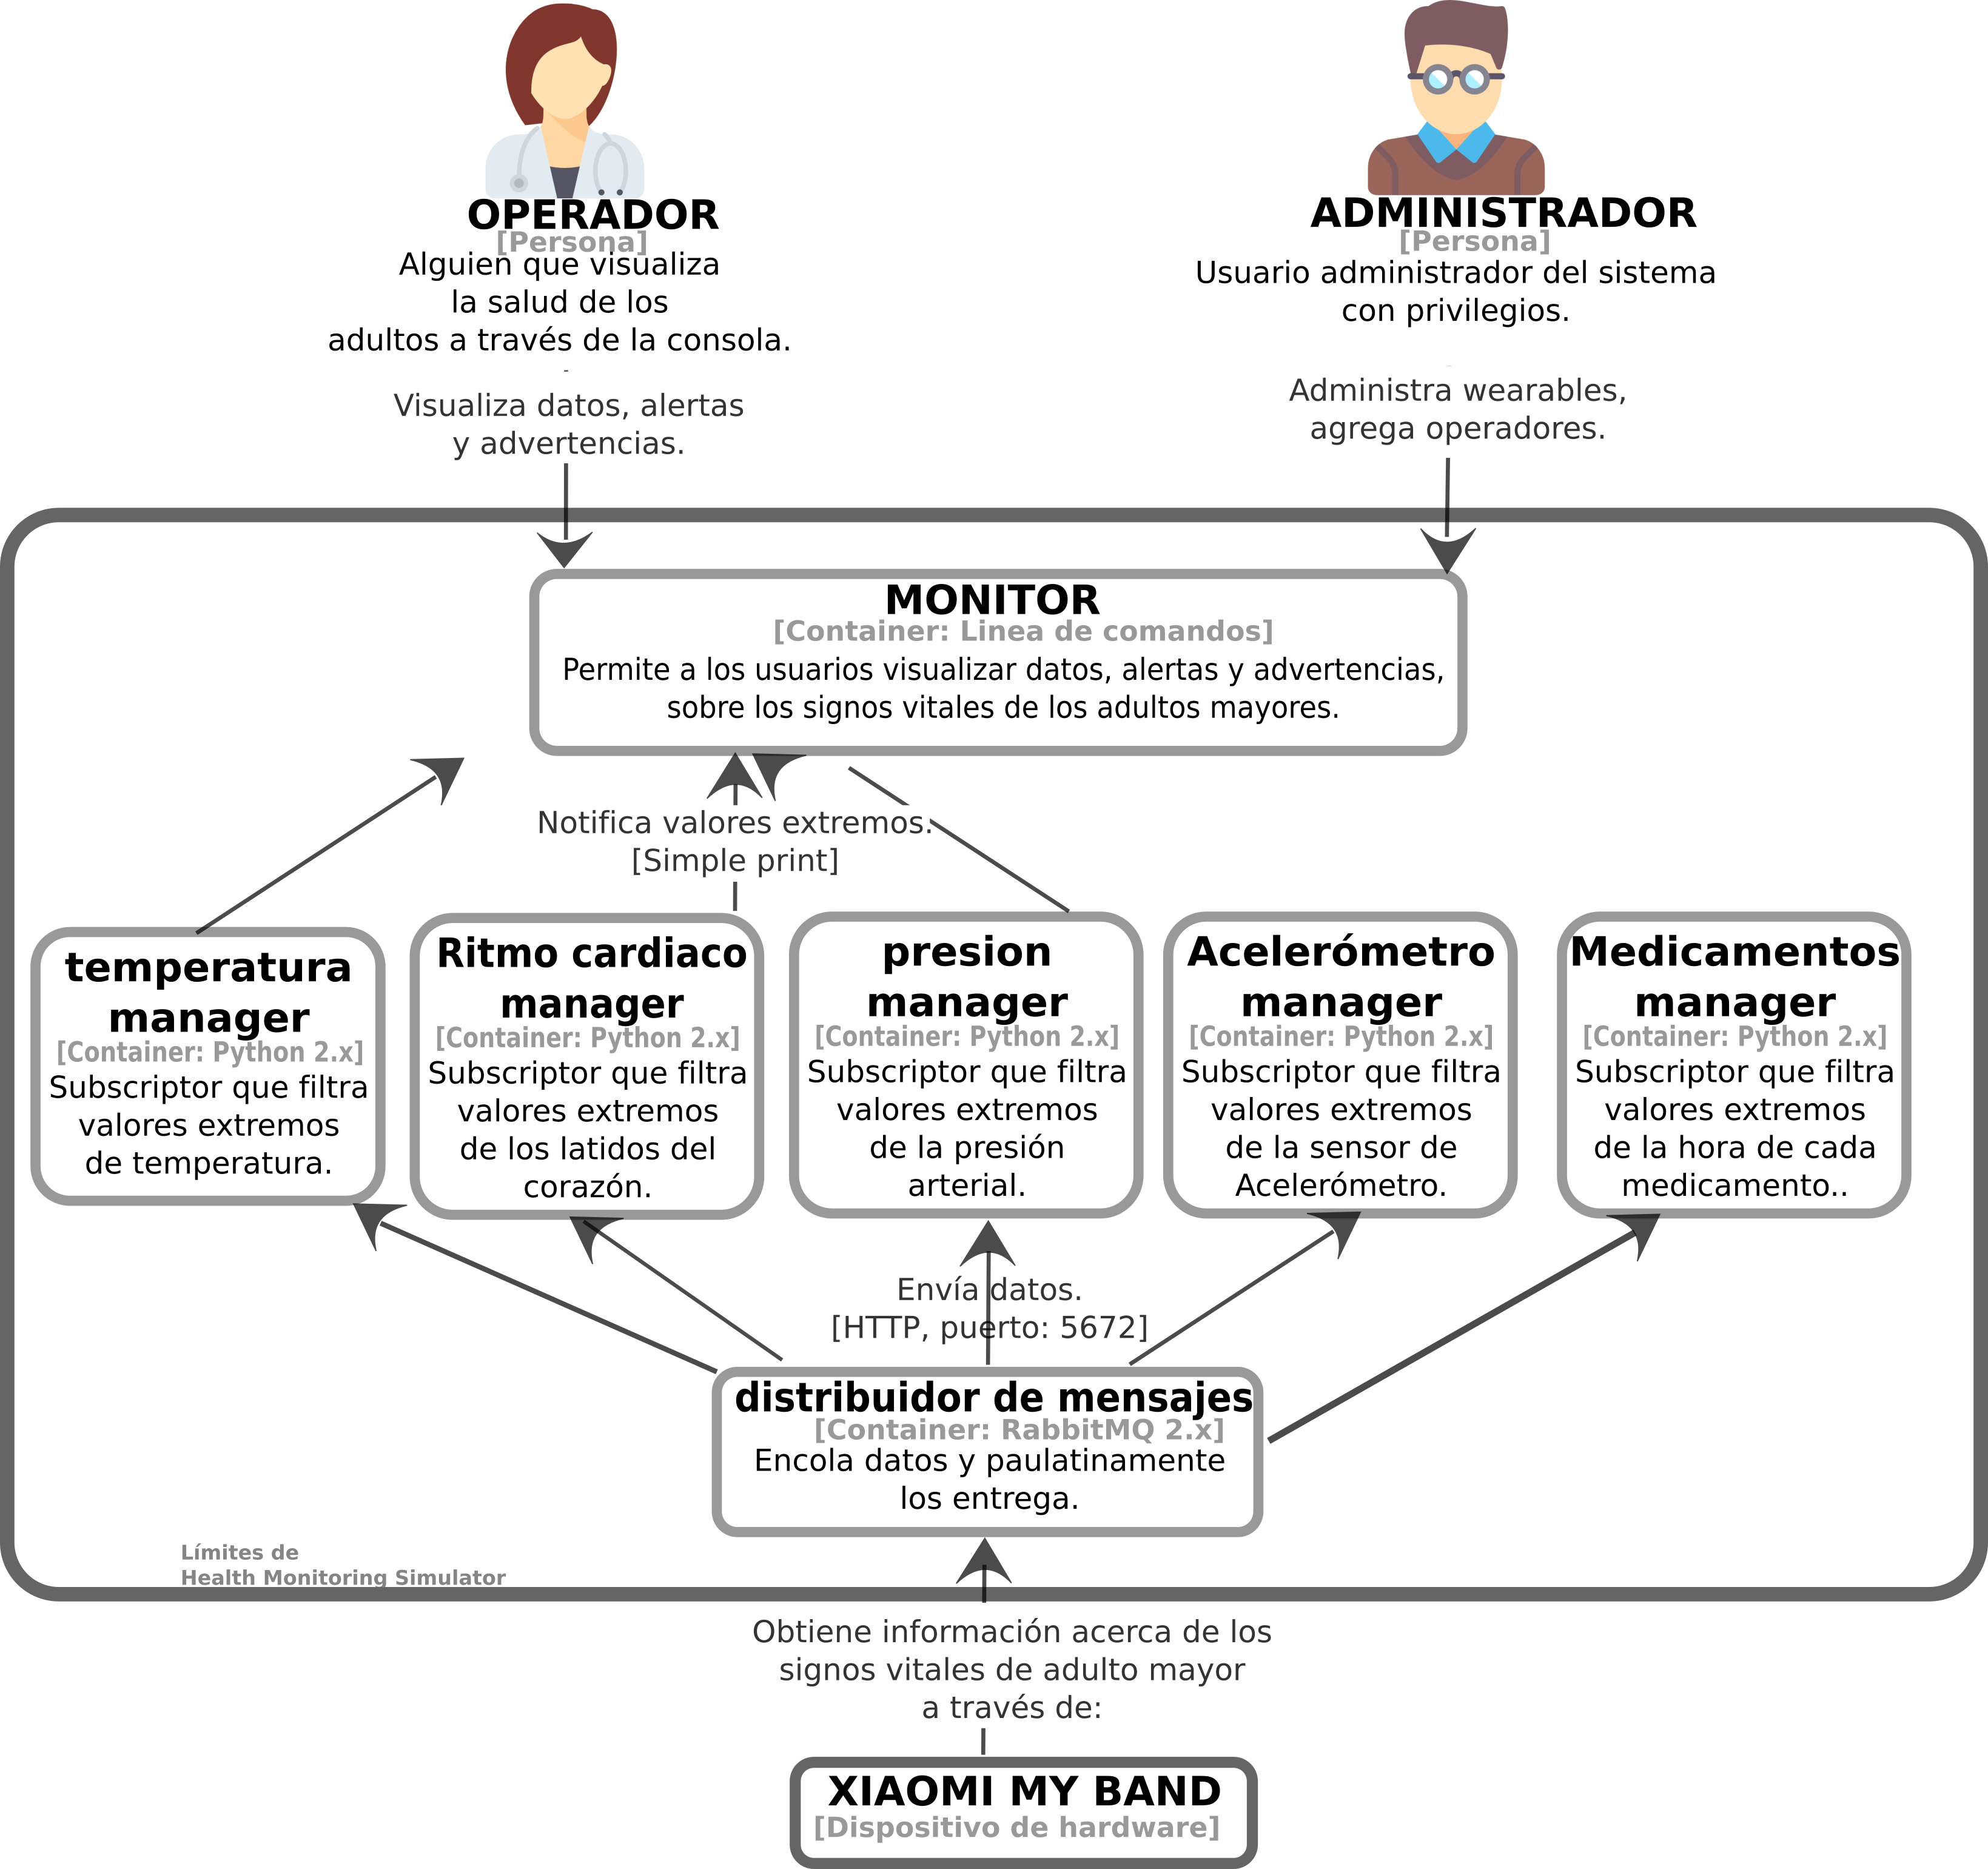 OPERADOR
[Persona]
Alguien que visualiza
la salud de los
adultos a través de la consola.
Visualiza datos, alertas
y advertencias.
ADMINISTRADOR
[Persona]
Usuario administrador del sistema
con privilegios.
Administra wearables,
agrega operadores.
MONITOR
[Container: Linea de comandos]
Permite a los usuarios visualizar datos, alertas y advertencias,
sobre los signos vitales de los adultos mayores.
Notifica valores extremos.
[Simple print]
temperatura
manager
[Container: Python 2.x]
Subscriptor que filtra
valores extremos
de temperatura.
Ritmo cardiaco
manager
[Container: Python 2.x]
Subscriptor que filtra
valores extremos
de los latidos del
corazón.
presion
manager
[Container: Python 2.x]
Subscriptor que filtra
valores extremos
de la presión
arterial.
Acelerómetro
manager
[Container: Python 2.x]
Subscriptor que filtra
valores extremos
de la sensor de
Acelerómetro.
Medicamentos
manager
[Container: Python 2.x]
Subscriptor que filtra
valores extremos
de la hora de cada
medicamento..
Envía datos.
[HTTP, puerto: 5672]
distribuidor de mensajes
[Container: RabbitMQ 2.x]
Encola datos y paulatinamente
los entrega.
Límites de
Health Monitoring Simulator
Obtiene información acerca de los
signos vitales de adulto mayor
a través de:
XIAOMI MY BAND
[Dispositivo de hardware]